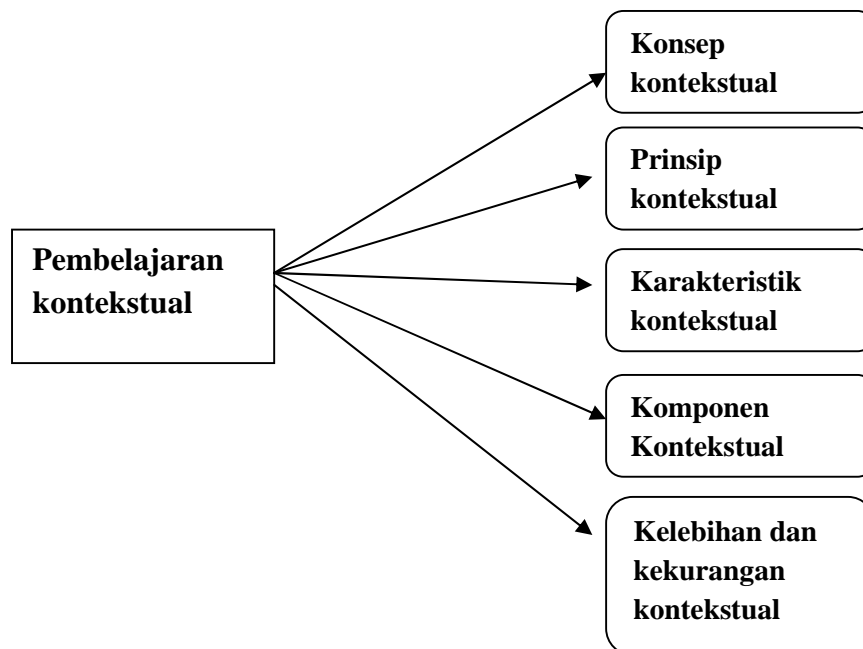 Konsep
kontekstual
Prinsip
kontekstual
Pembelajaran
kontekstual
Karakteristik
kontekstual
Komponen
Kontekstual
Kelebihan dan
kekurangan
kontekstual